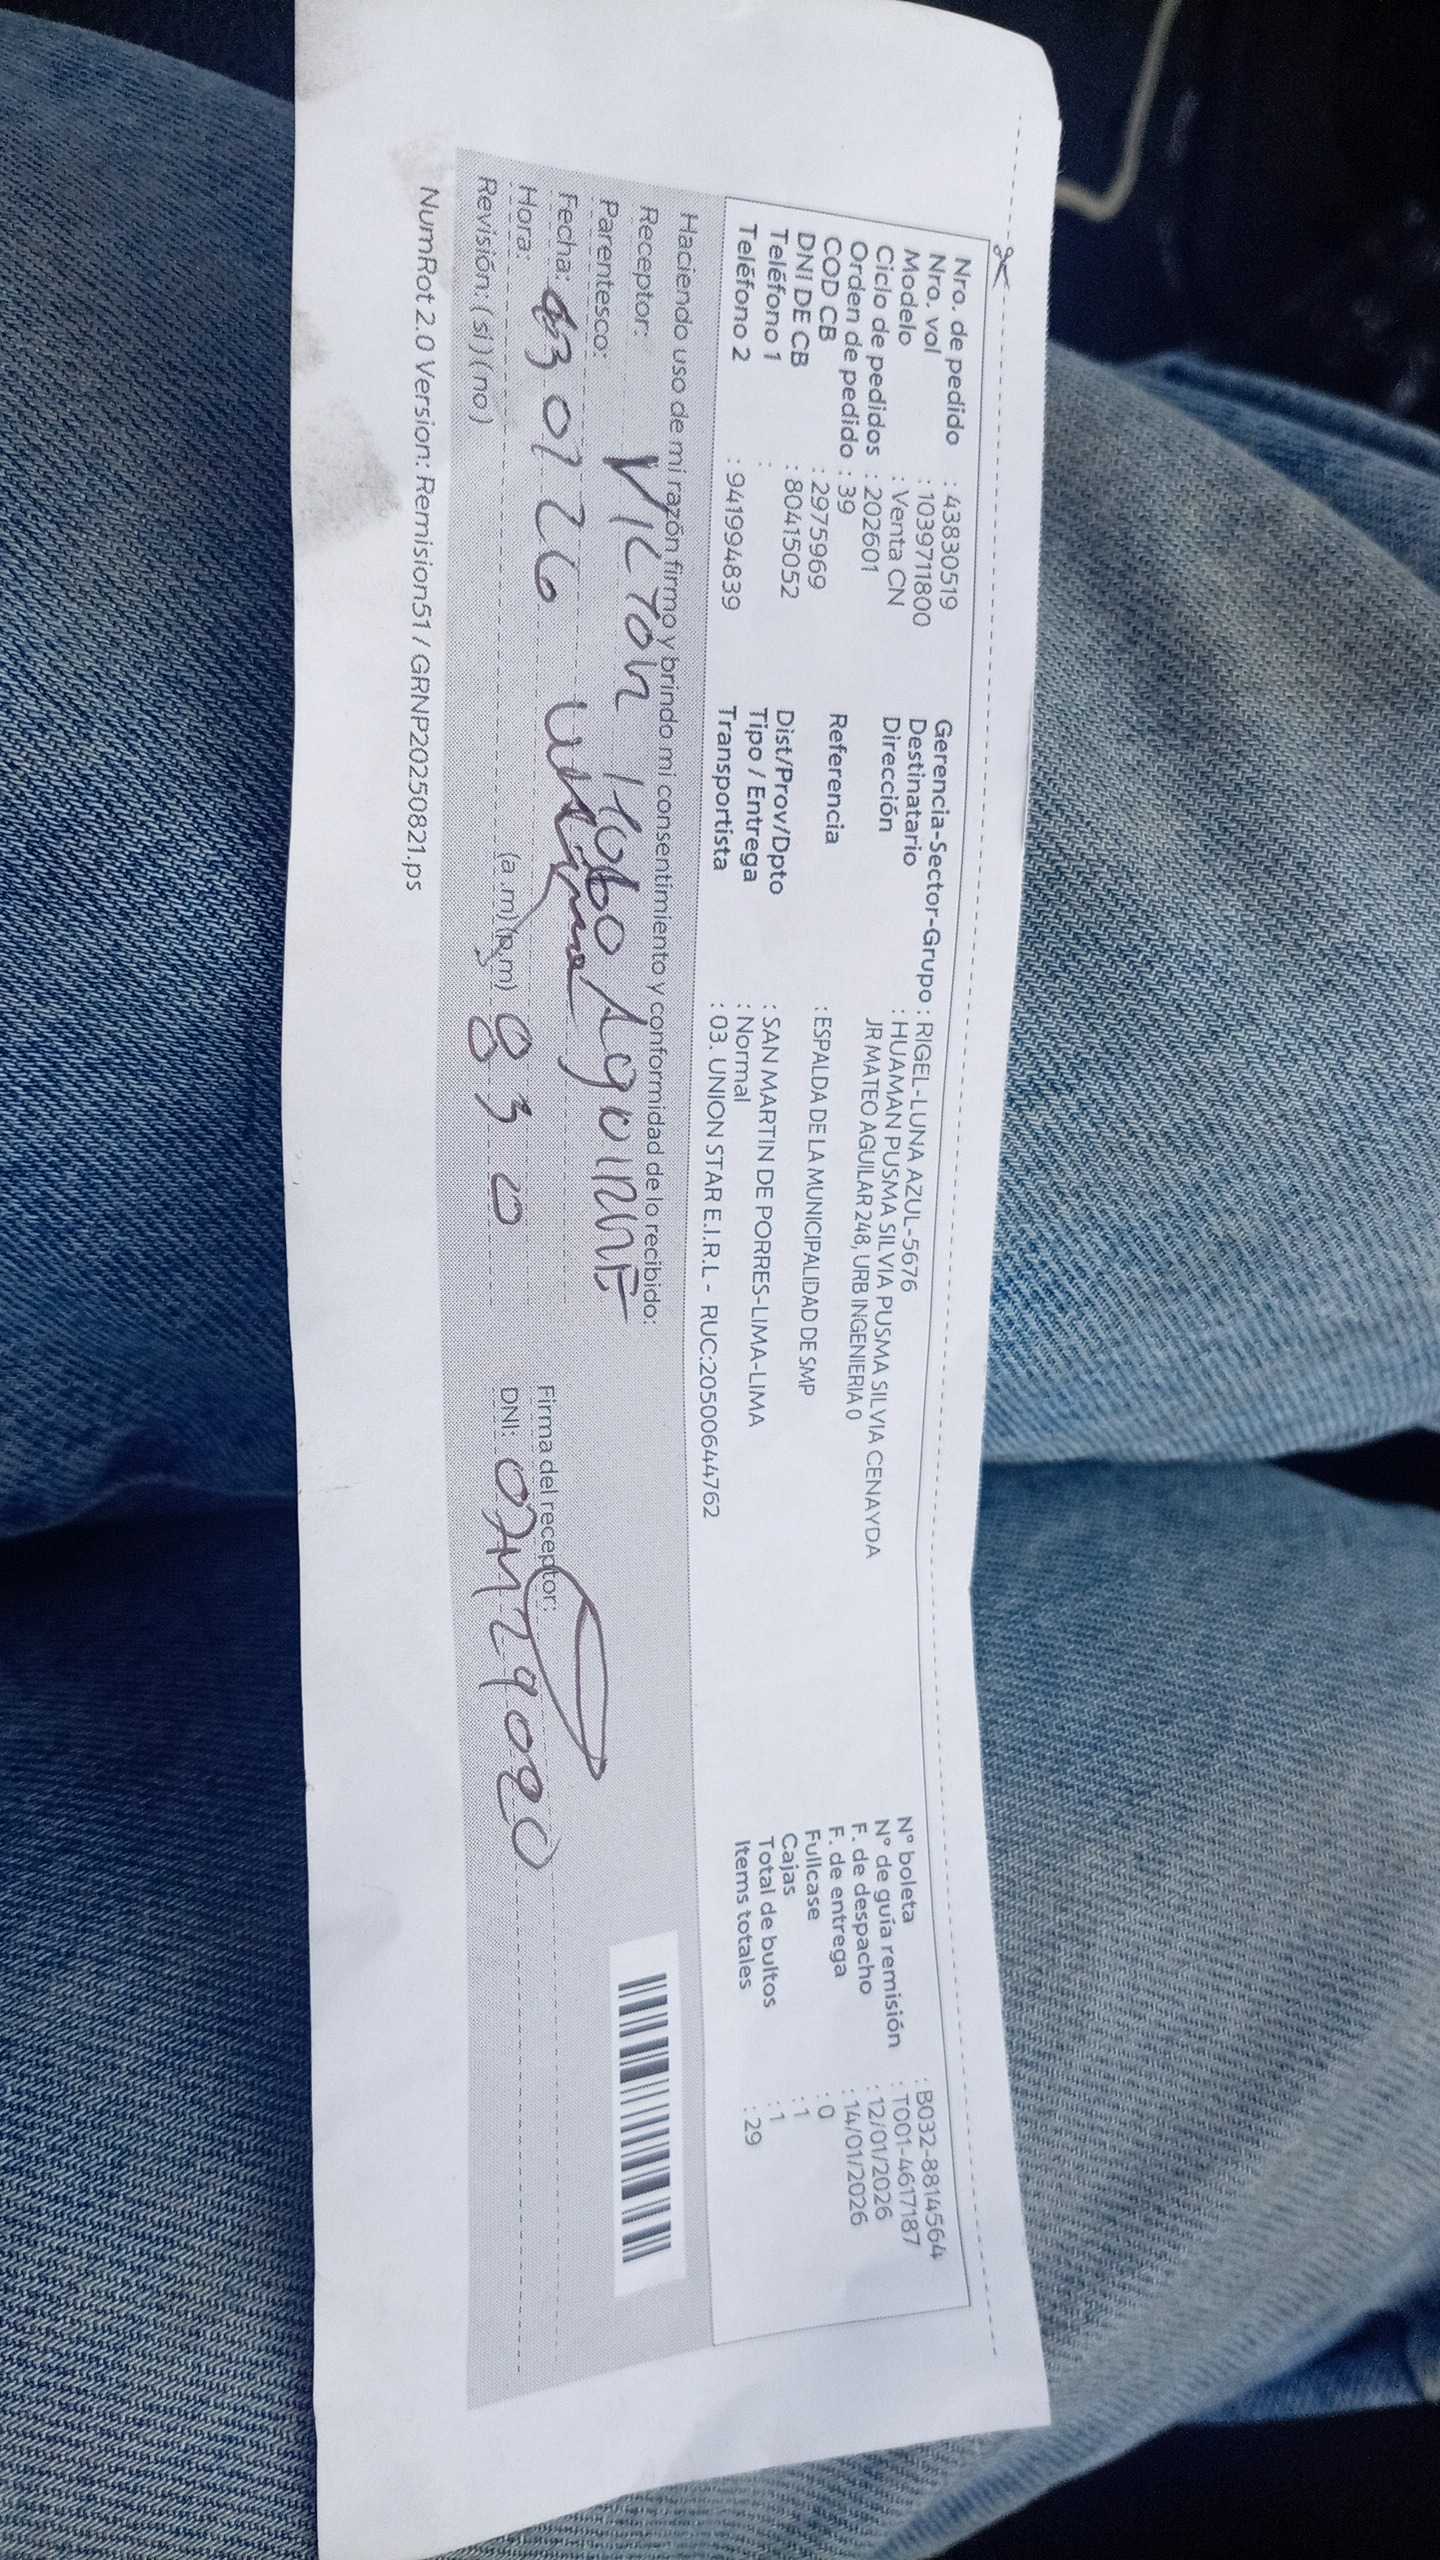 Nro. de pedido : 43830519
Nro. vol : 1039711800
Modelo : Venta CN
Ciclo de pedidos : 202601
Orden de pedido : 39
COD CB : 2975969
DNI DE CB : 80415052
Teléfono 1 :
Teléfono 2 : 941994839
Gerencia-Sector-Grupo : RIGEL-LUNA AZUL-5676
Destinatario : HUAMAN PUSMA SILVIA PUSMA SILVIA CENAYDA
Dirección JR MATEO AGUILAR 248, URB INGENIERIA 0
Referencia : ESPALDA DE LA MUNICIPALIDAD DE SMP
Dist/Prov/Dpto : SAN MARTIN DE PORRES-LIMA-LIMA
Tipo / Entrega : Normal
Transportista : 03. UNION STAR E.I.R.L - RUC:20500644762
N° boleta : B032-8814564
N° de guía remisión : T001-4617187
F. de despacho : 12/01/2026
F. de entrega : 14/01/2026
Fullcase : 0
Cajas : 1
Total de bultos : 1
Items totales : 29
Haciendo uso de mi razón firmo y brindo mi consentimiento y conformidad de lo recibido:
Receptor:
Parentesco:
Fecha:
Hora: (a.m)(p.m) 8 3 0
Revisión: (si)(no)
Firma del receptor:
DNI:
NumRot 2.0 Version: Remision51 / GRNP20250821.ps